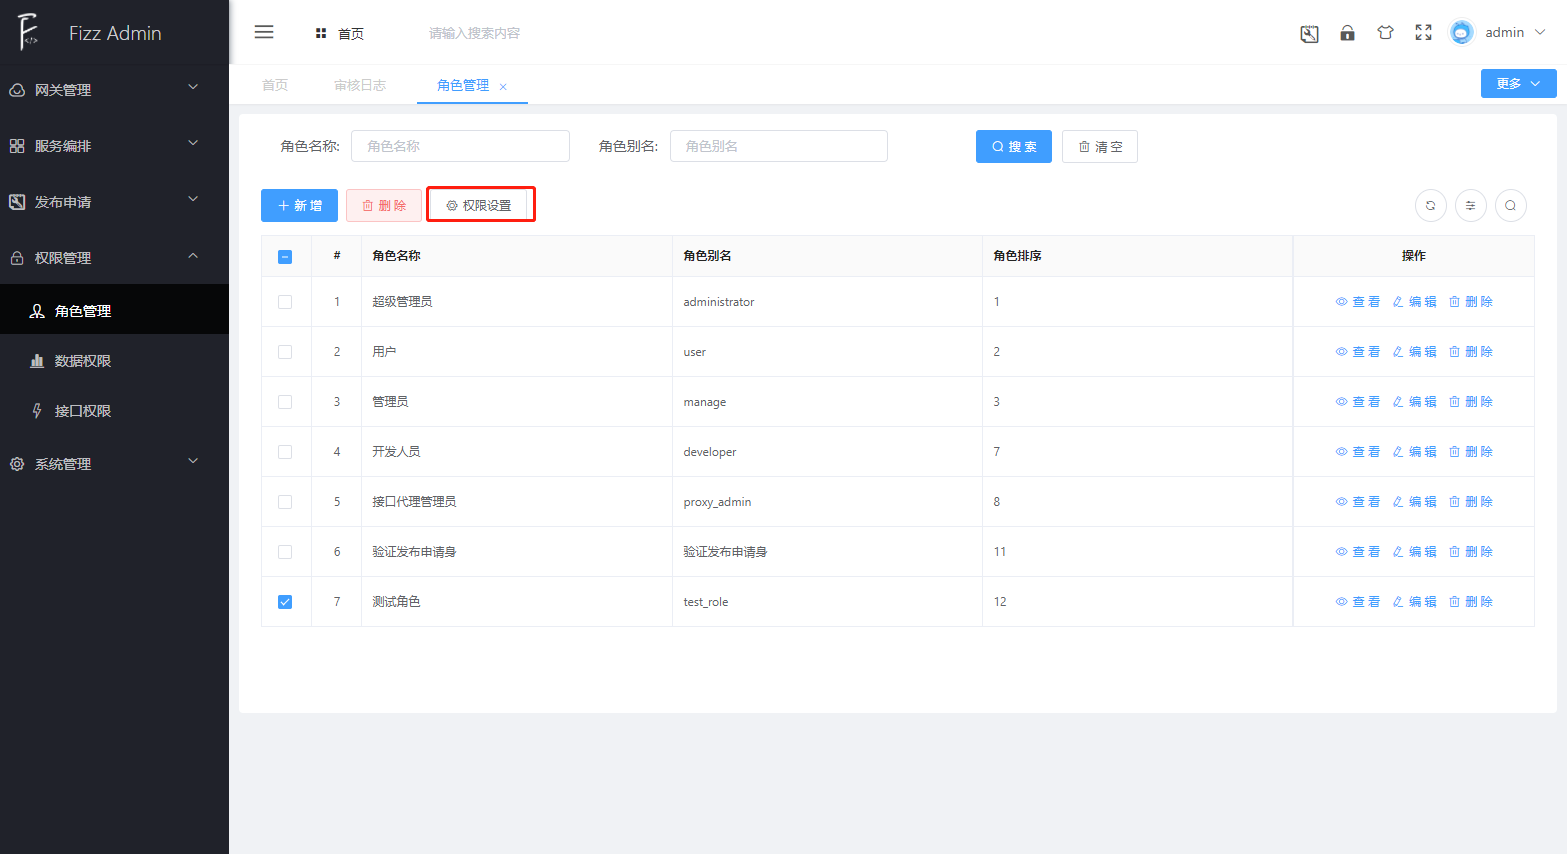 Fizz Admin
首页
请输入搜索内容
admin
网关管理
服务编排
发布申请
权限管理
角色管理
数据权限
接口权限
系统管理
首页 审核日志 角色管理 ×
更多
角色名称: 角色名称 角色别名: 角色别名 搜 索 清 空
新 增 删 除 权限设置
# 角色名称 角色别名 角色排序 操作
1 超级管理员 administrator 1 查 看 编 辑 删 除
2 用户 user 2 查 看 编 辑 删 除
3 管理员 manage 3 查 看 编 辑 删 除
4 开发人员 developer 7 查 看 编 辑 删 除
5 接口代理管理员 proxy_admin 8 查 看 编 辑 删 除
6 验证发布申请身 验证发布申请身 11 查 看 编 辑 删 除
7 测试角色 test_role 12 查 看 编 辑 删 除